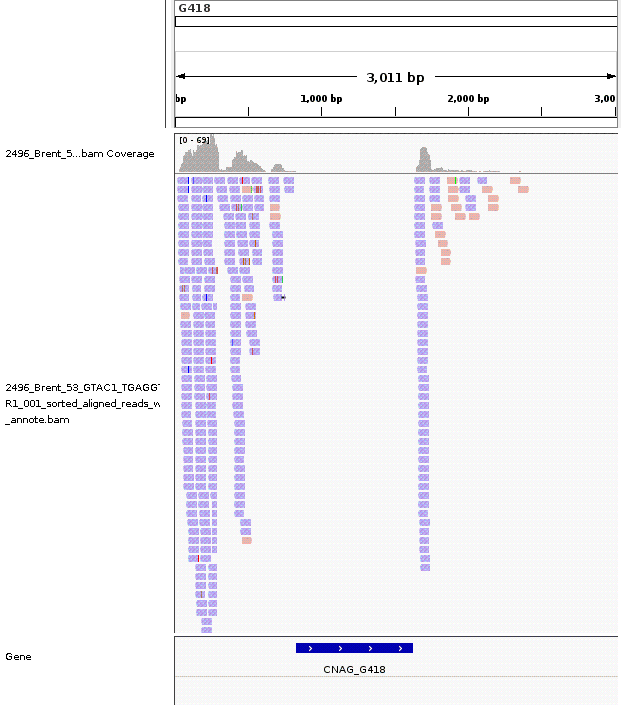 G418
3,011 bp
bp
1,000 bp
2,000 bp
3,00
[0 - 69]
2496_Brent_5...bam Coverage
2496_Brent_53_GTAC1_TGAGGT
R1_001_sorted_aligned_reads_w
_annote.bam
Gene
CNAG_G418